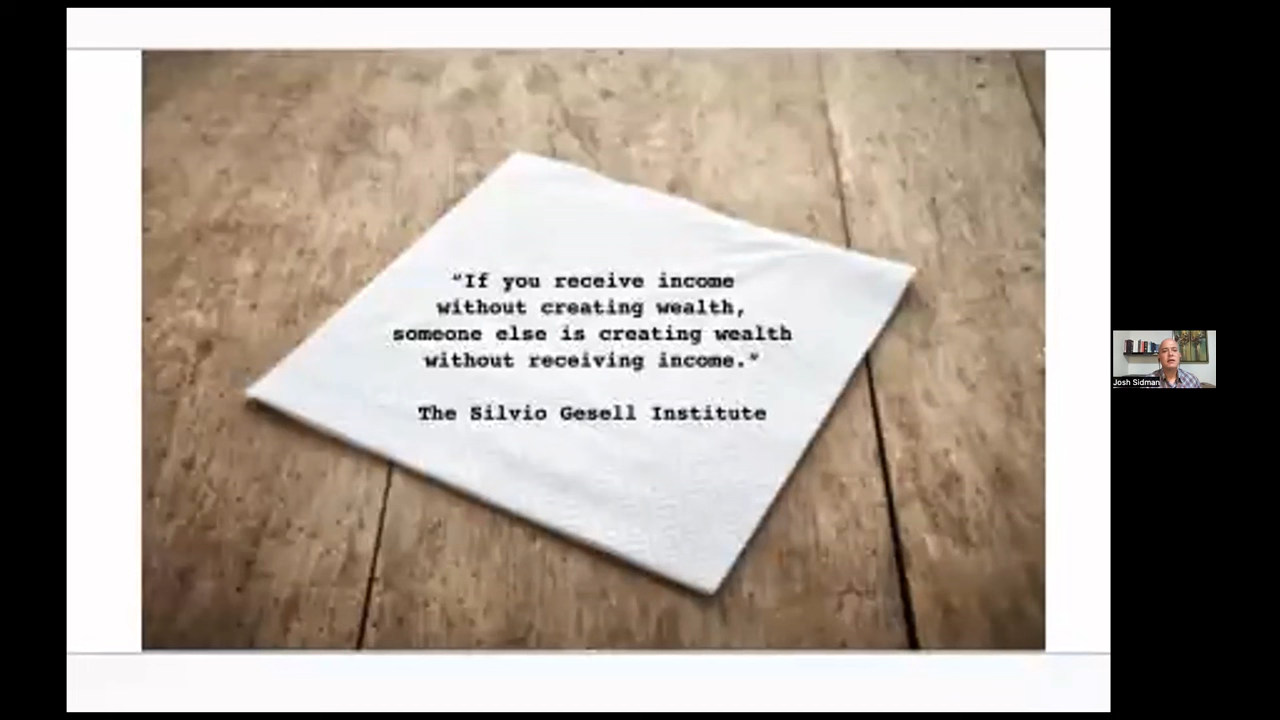 “If you receive income
without creating wealth,
someone else is creating wealth
without receiving income.”
The Silvio Gesell Institute
Josh Sidman